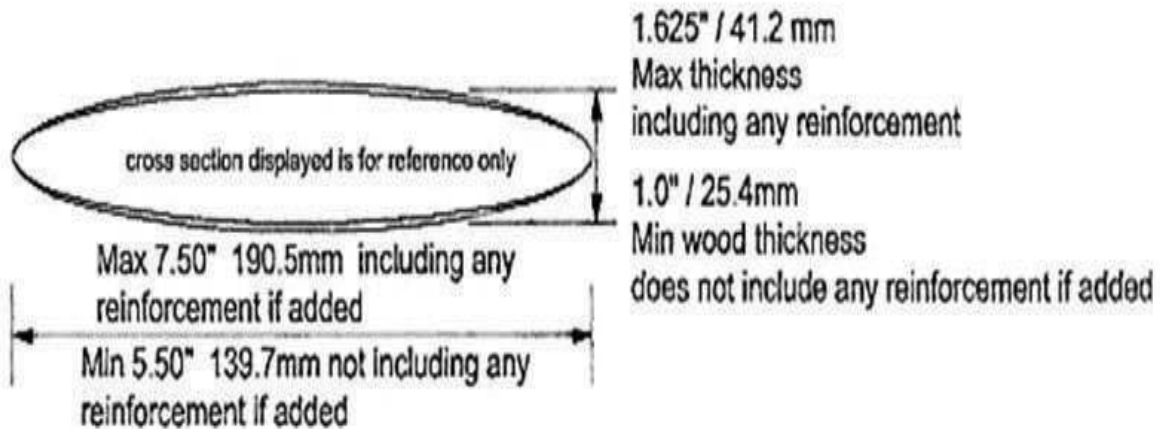 1.625" / 41.2 mm
Max thickness
including any reinforcement
cross section displayed is for reference only
1.0" / 25.4mm
Min wood thickness
does not include any reinforcement if added
Max 7.50" 190.5mm including any
reinforcement if added
Min 5.50" 139.7mm not including any
reinforcement if added